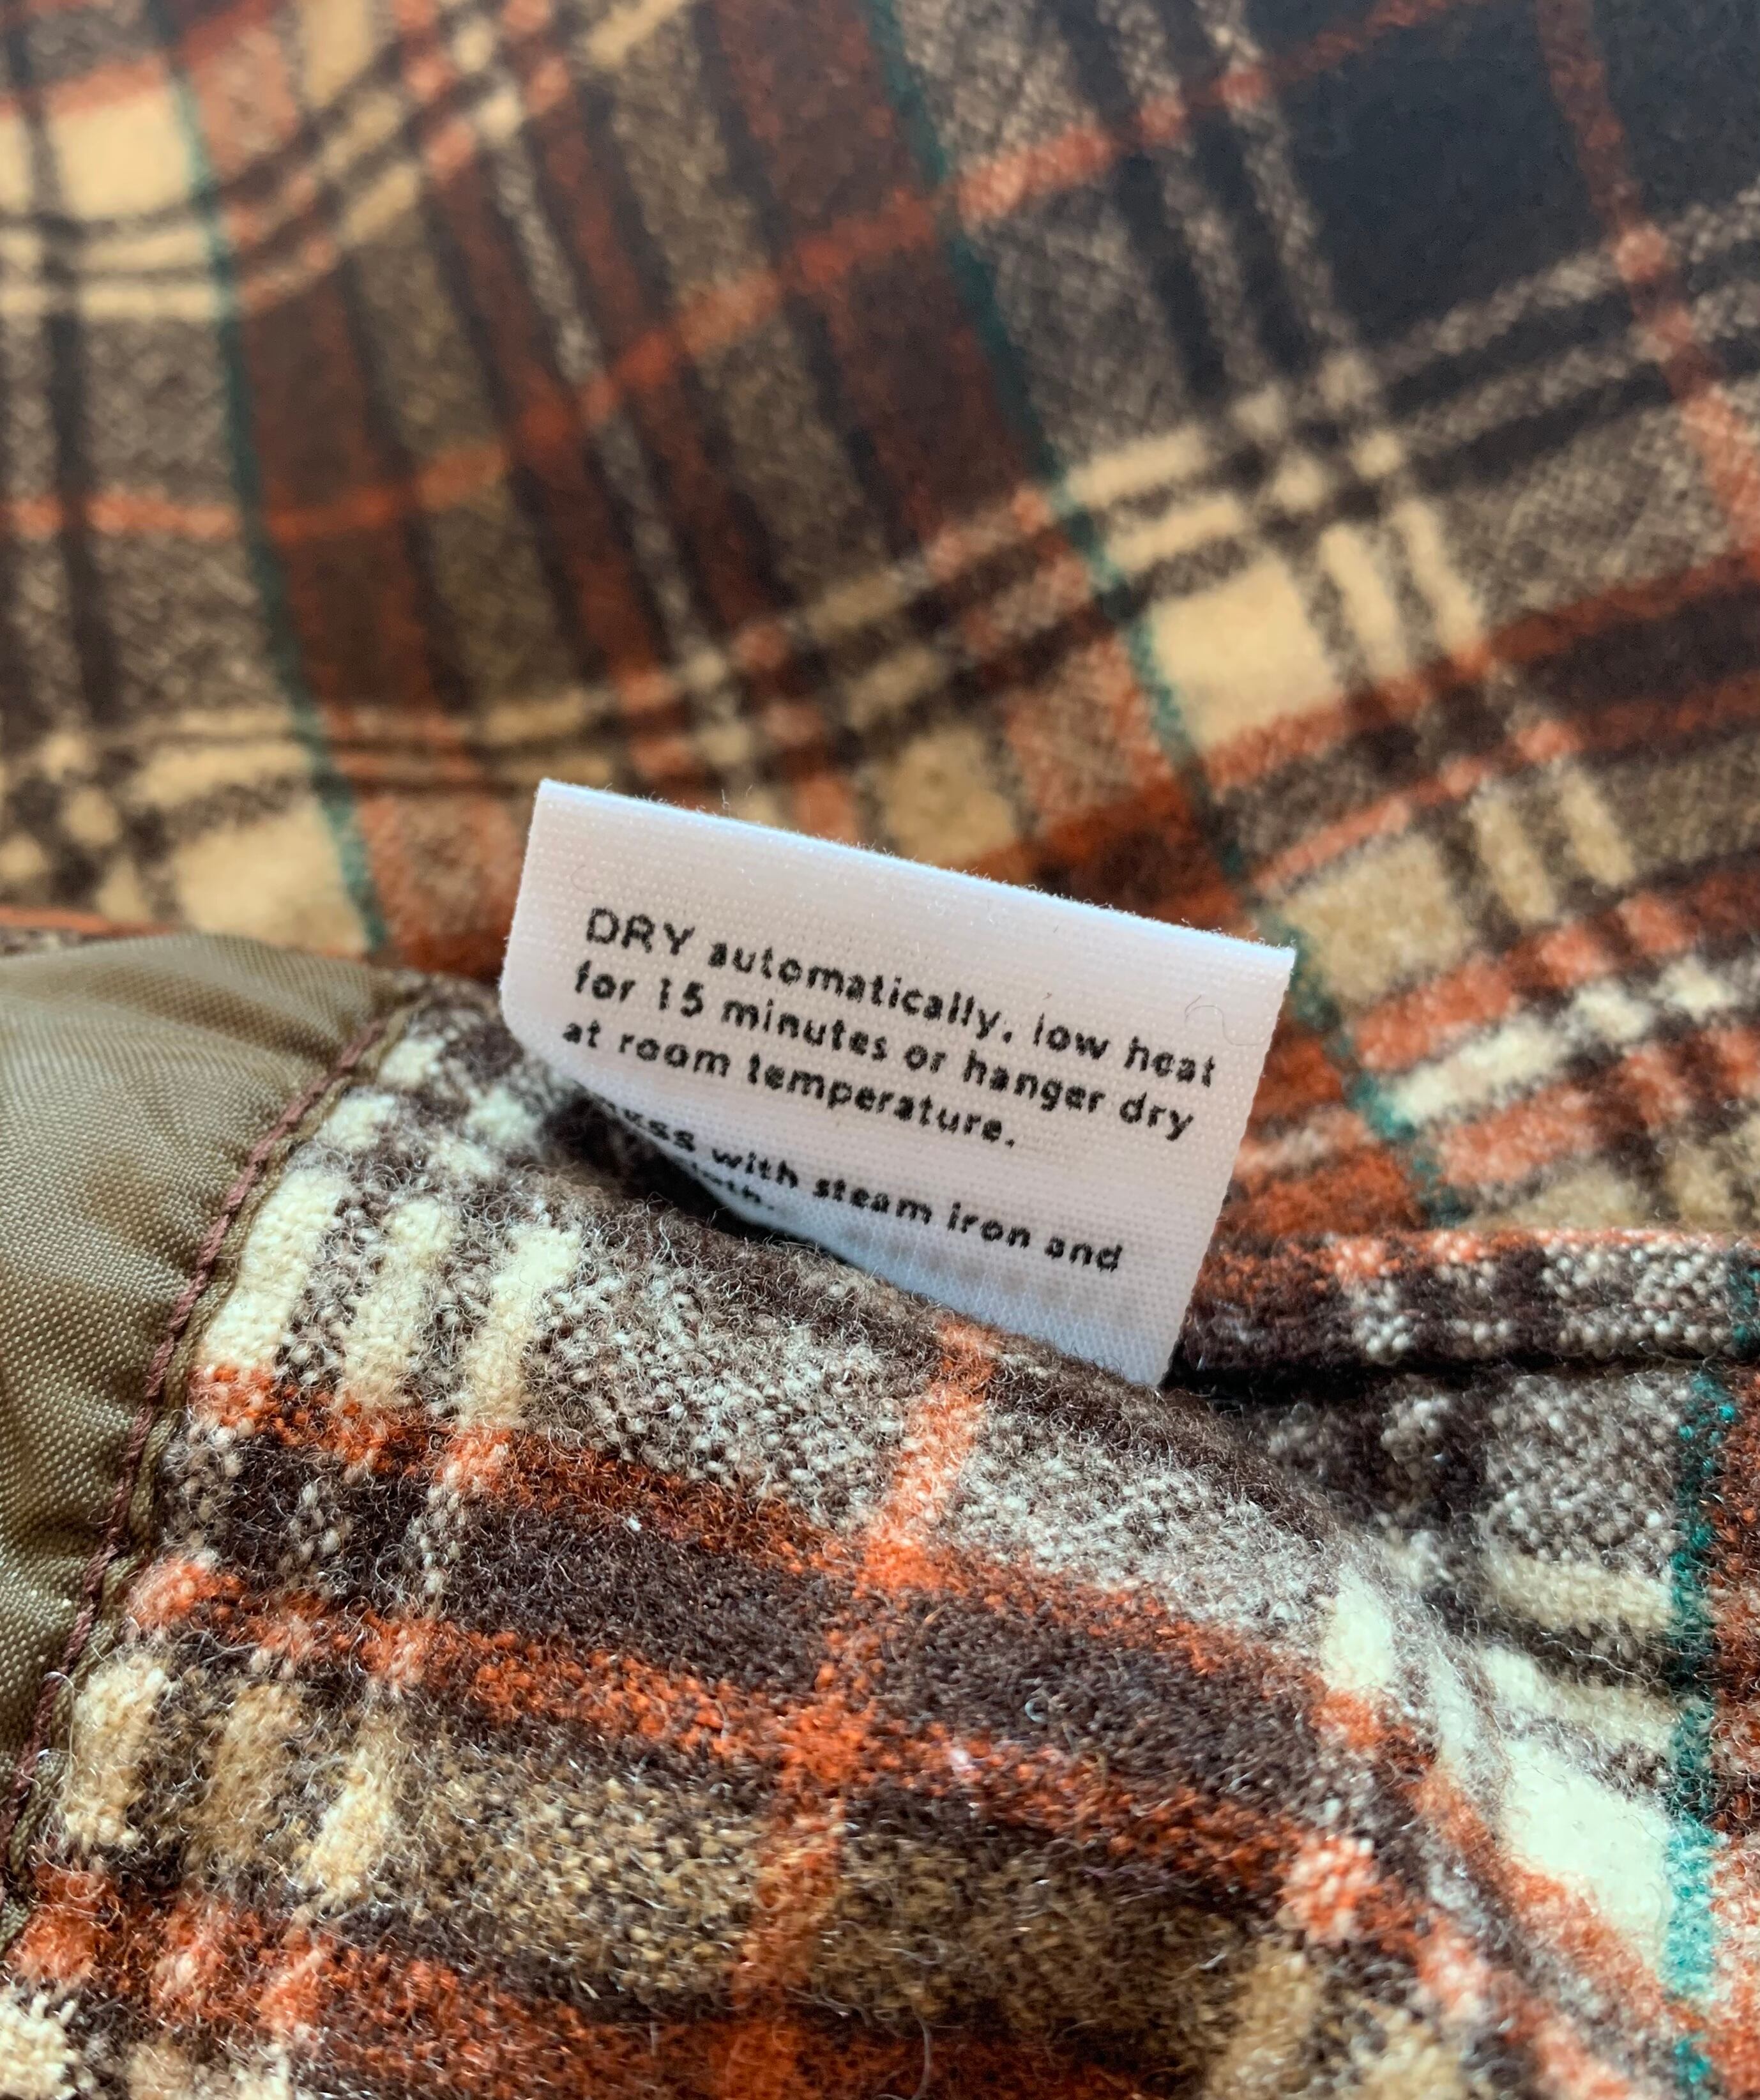 DRY automatically, low heat
for 15 minutes or hanger dry
at room temperature.
with steam iron and